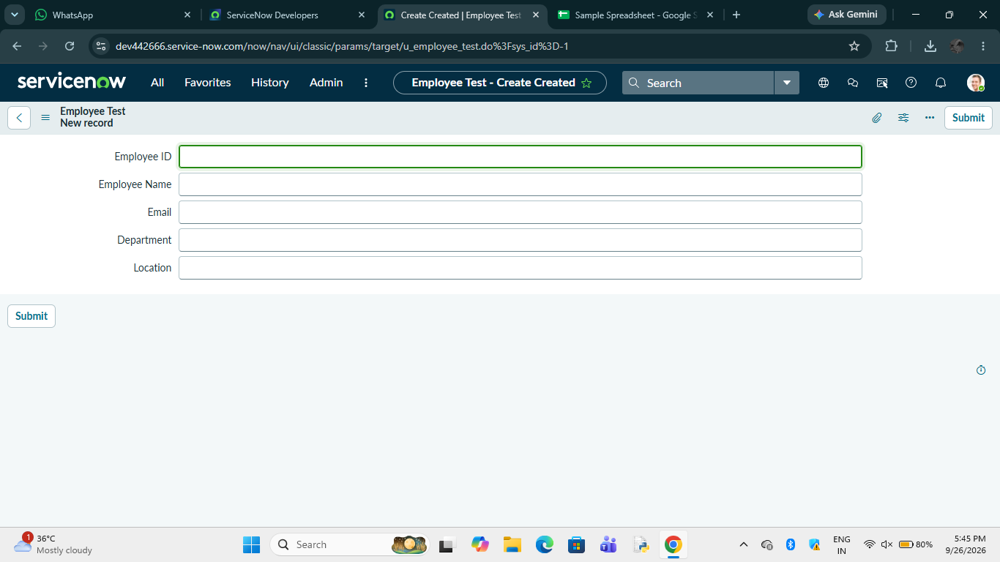 WhatsApp
ServiceNow Developers
Create Created | Employee Test
Sample Spreadsheet - Google S
Ask Gemini
dev442666.service-now.com/now/nav/ui/classic/params/target/u_employee_test.do%3Fsys_id%3D-1
servicenow
All
Favorites
History
Admin
Employee Test - Create Created
Search
Employee Test
New record
Submit
Employee ID
Employee Name
Email
Department
Location
Submit
1
36°C
Mostly cloudy
Search
ENG
IN
80%
5:45 PM
9/26/2026